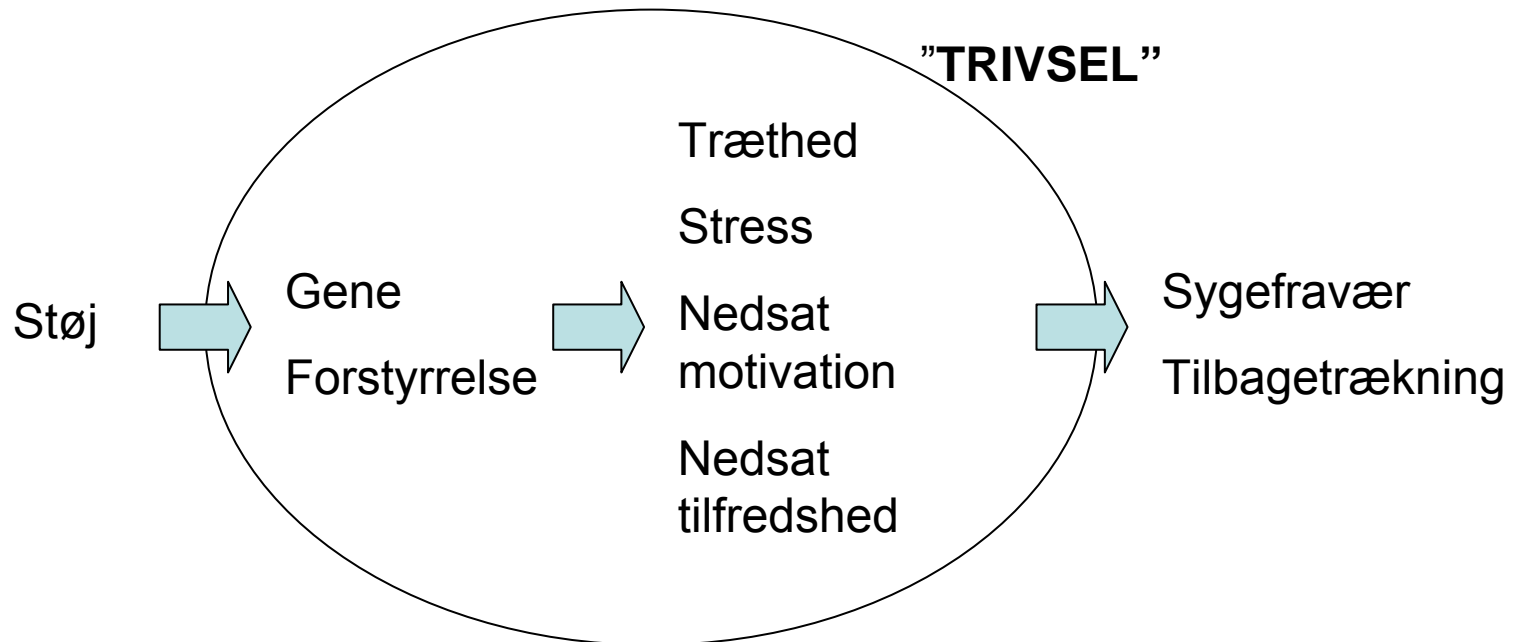 ”TRIVSEL”
Støj
Gene
Forstyrrelse
Træthed
Stress
Nedsat
motivation
Nedsat
tilfredshed
Sygefravær
Tilbagetrækning